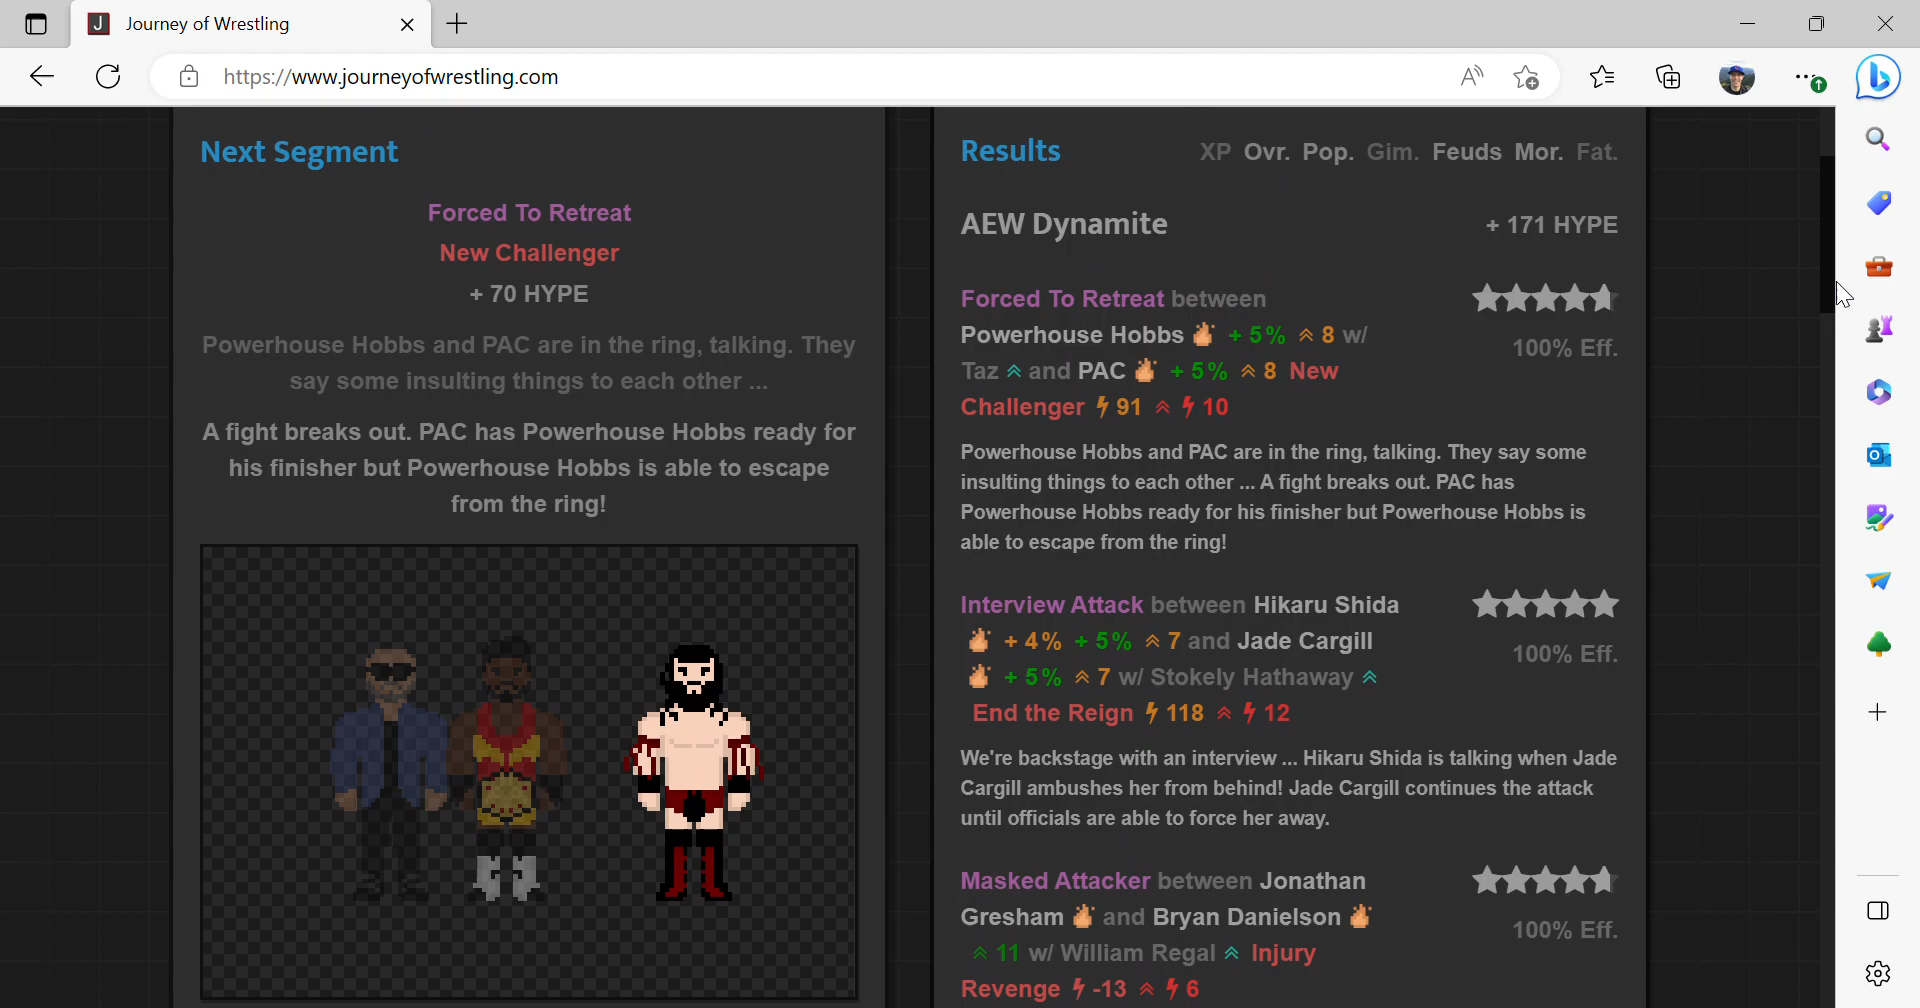 Journey of Wrestling
https://www.journeyofwrestling.com
Next Segment
Forced To Retreat
New Challenger
+ 70 HYPE
Powerhouse Hobbs and PAC are in the ring, talking. They
say some insulting things to each other ...
A fight breaks out. PAC has Powerhouse Hobbs ready for
his finisher but Powerhouse Hobbs is able to escape
from the ring!
Results XP Ovr. Pop. Gim. Feuds Mor. Fat.
AEW Dynamite + 171 HYPE
Forced To Retreat between
Powerhouse Hobbs + 5% 8 w/
100% Eff.
Taz and PAC + 5% 8 New
Challenger 91 10
Powerhouse Hobbs and PAC are in the ring, talking. They say some
insulting things to each other ... A fight breaks out. PAC has
Powerhouse Hobbs ready for his finisher but Powerhouse Hobbs is
able to escape from the ring!
Interview Attack between Hikaru Shida
+ 4% + 5% 7 and Jade Cargill
100% Eff.
+ 5% 7 w/ Stokely Hathaway
End the Reign 118 12
We're backstage with an interview ... Hikaru Shida is talking when Jade
Cargill ambushes her from behind! Jade Cargill continues the attack
until officials are able to force her away.
Masked Attacker between Jonathan
Gresham and Bryan Danielson
100% Eff.
11 w/ William Regal Injury
Revenge -13 6